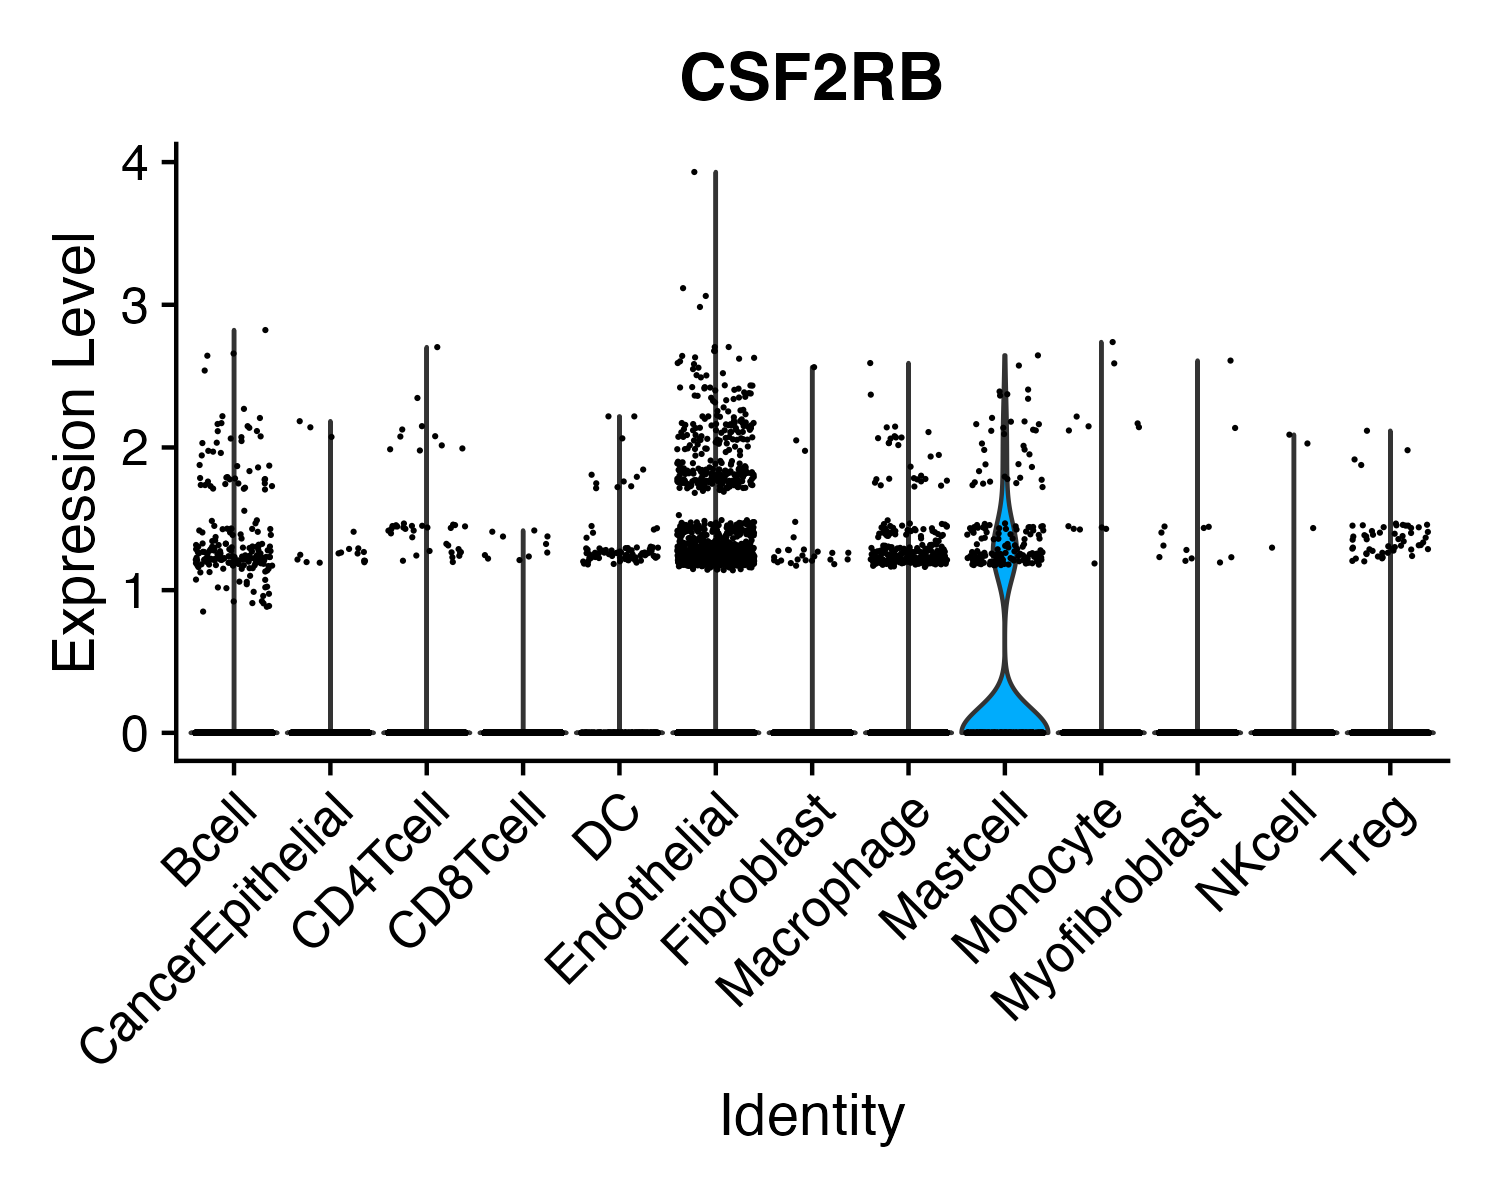 CSF2RB
Expression Level
4
3
2
1
0
Bcell
CancerEpithelial
CD4Tcell
CD8Tcell
DC
Endothelial
Fibroblast
Macrophage
Mastcell
Monocyte
Myofibroblast
NKcell
Treg
Identity